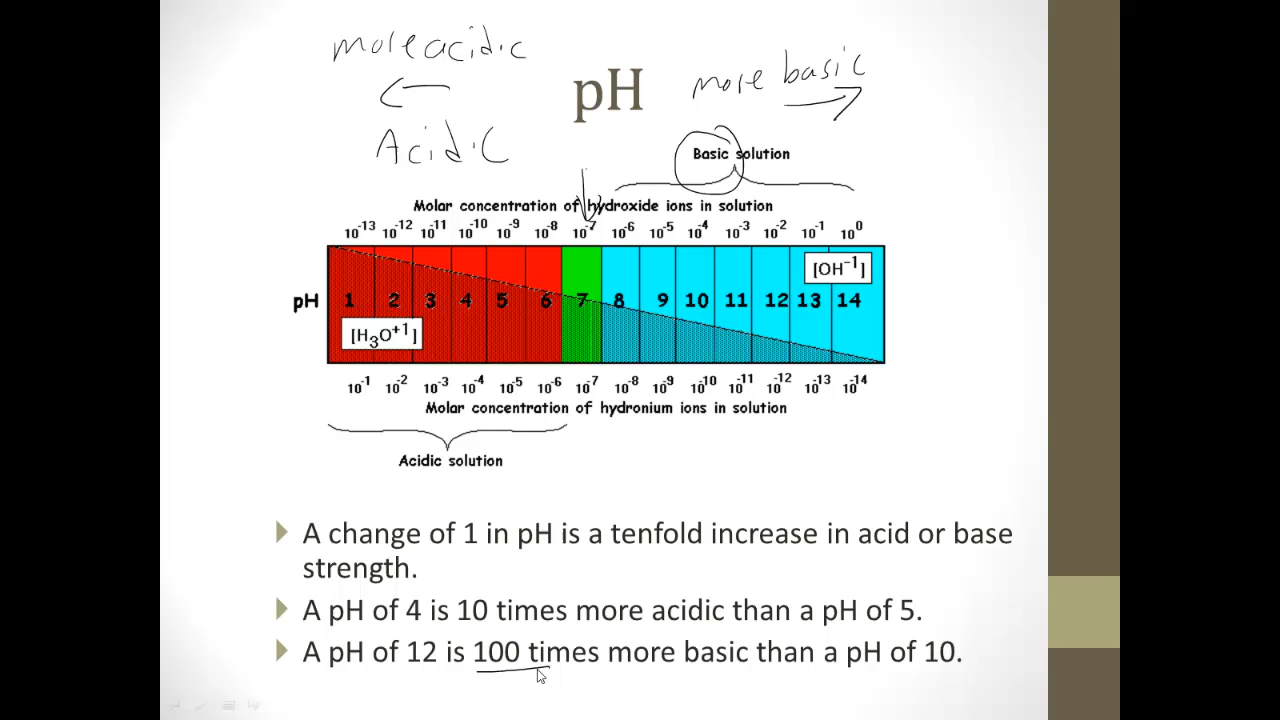 more acidic
more basic
pH
Acidic
Basic solution
Molar concentration of hydroxide ions in solution
10-13 10-12 10-11 10-10 10-9 10-8 10-7 10-6 10-5 10-4 10-3 10-2 10-1 100
[OH-1]
pH 1 2 3 4 5 6 7 8 9 10 11 12 13 14
[H3O+1]
10-1 10-2 10-3 10-4 10-5 10-6 10-7 10-8 10-9 10-10 10-11 10-12 10-13 10-14
Molar concentration of hydronium ions in solution
Acidic solution
A change of 1 in pH is a tenfold increase in acid or base
strength.
A pH of 4 is 10 times more acidic than a pH of 5.
A pH of 12 is 100 times more basic than a pH of 10.